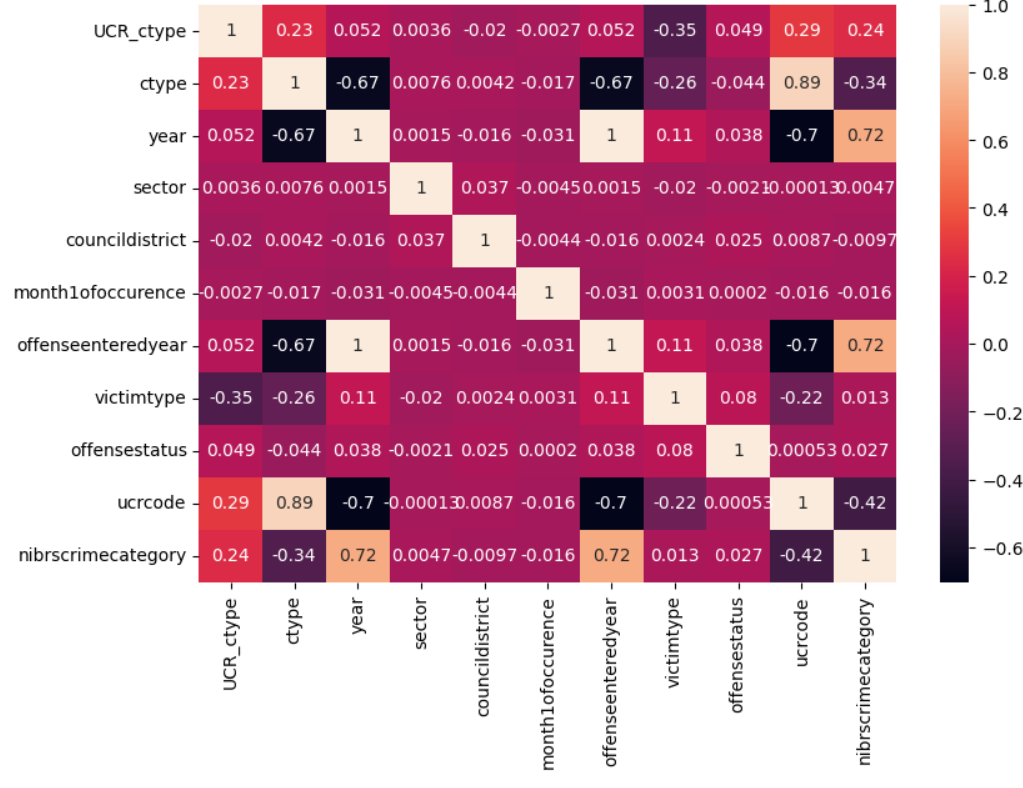 UCR_ctype 1 0.23 0.052 0.0036 -0.02 -0.0027 0.052 -0.35 0.049 0.29 0.24
ctype 0.23 1 -0.67 0.0076 0.0042 -0.017 -0.67 -0.26 -0.044 0.89 -0.34
year 0.052 -0.67 1 0.0015 -0.016 -0.031 1 0.11 0.038 -0.7 0.72
sector 0.0036 0.0076 0.0015 1 0.037 -0.0045 0.0015 -0.02 -0.0021 -0.00013 0.0047
councildistrict -0.02 0.0042 -0.016 0.037 1 -0.0044 -0.016 0.0024 0.025 0.0087 -0.0097
month1ofoccurence -0.0027 -0.017 -0.031 -0.0045 -0.0044 1 -0.031 0.0031 0.0002 -0.016 -0.016
offenseenteredyear 0.052 -0.67 1 0.0015 -0.016 -0.031 1 0.11 0.038 -0.7 0.72
victimtype -0.35 -0.26 0.11 -0.02 0.0024 0.0031 0.11 1 0.08 -0.22 0.013
offensestatus 0.049 -0.044 0.038 -0.0021 0.025 0.0002 0.038 0.08 1 0.00053 0.027
ucrcode 0.29 0.89 -0.7 -0.00013 0.0087 -0.016 -0.7 -0.22 0.00053 1 -0.42
nibrscrimecategory 0.24 -0.34 0.72 0.0047 -0.0097 -0.016 0.72 0.013 0.027 -0.42 1
UCR_ctype
ctype
year
sector
councildistrict
month1ofoccurence
offenseenteredyear
victimtype
offensestatus
ucrcode
nibrscrimecategory
1.0
0.8
0.6
0.4
0.2
0.0
−0.2
−0.4
−0.6